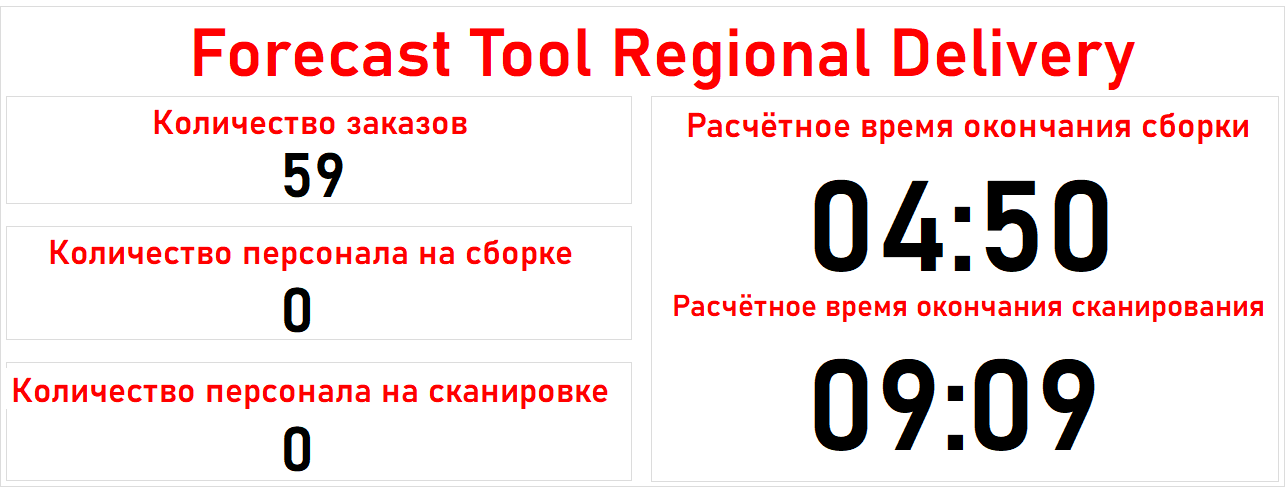 Forecast Tool Regional Delivery
Количество заказов
59
Количество персонала на сборке
0
Количество персонала на сканировке
0
Расчётное время окончания сборки
04:50
Расчётное время окончания сканирования
09:09